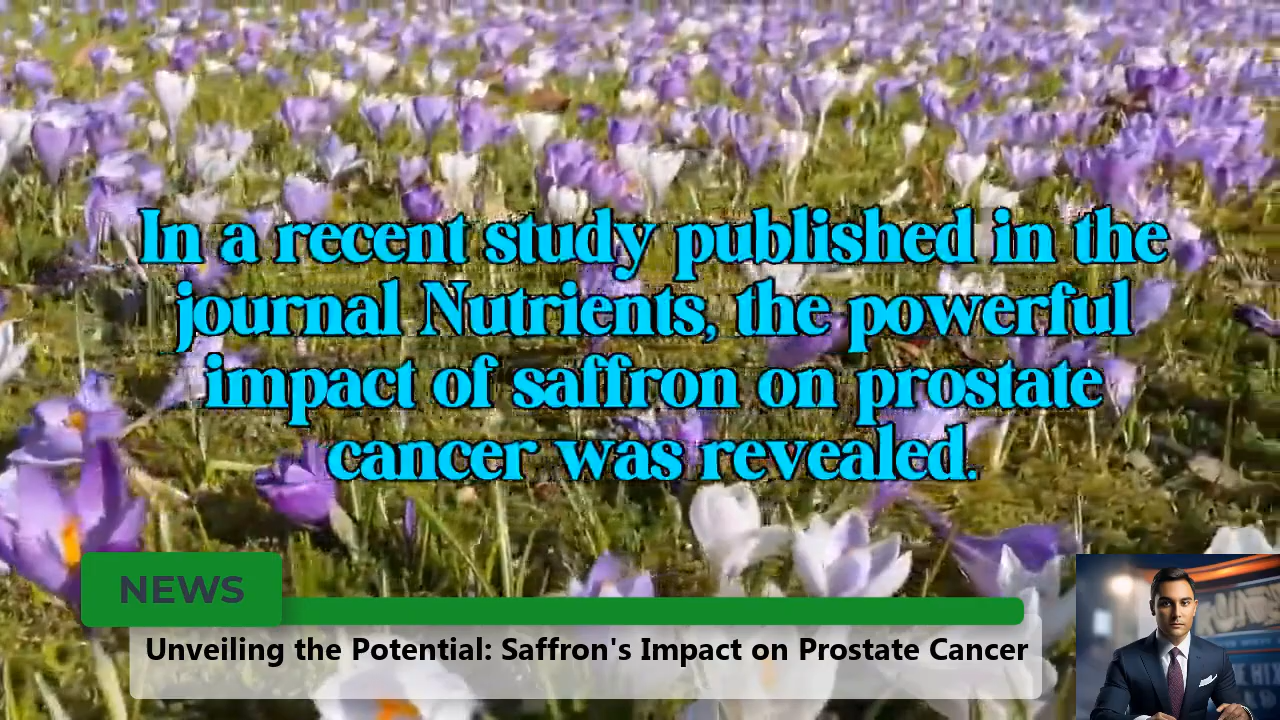 In a recent study published in the
journal Nutrients, the powerful
impact of saffron on prostate
cancer was revealed.
NEWS
Unveiling the Potential: Saffron's Impact on Prostate Cancer